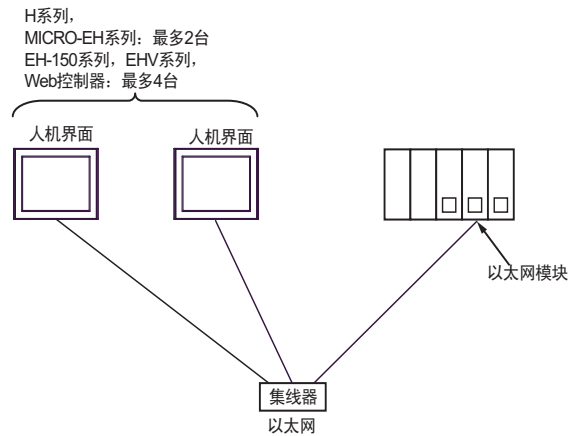 H系列，
MICRO-EH系列：最多2台
EH-150系列，EHV系列，
Web控制器：最多4台
人机界面
人机界面
以太网模块
集线器
以太网